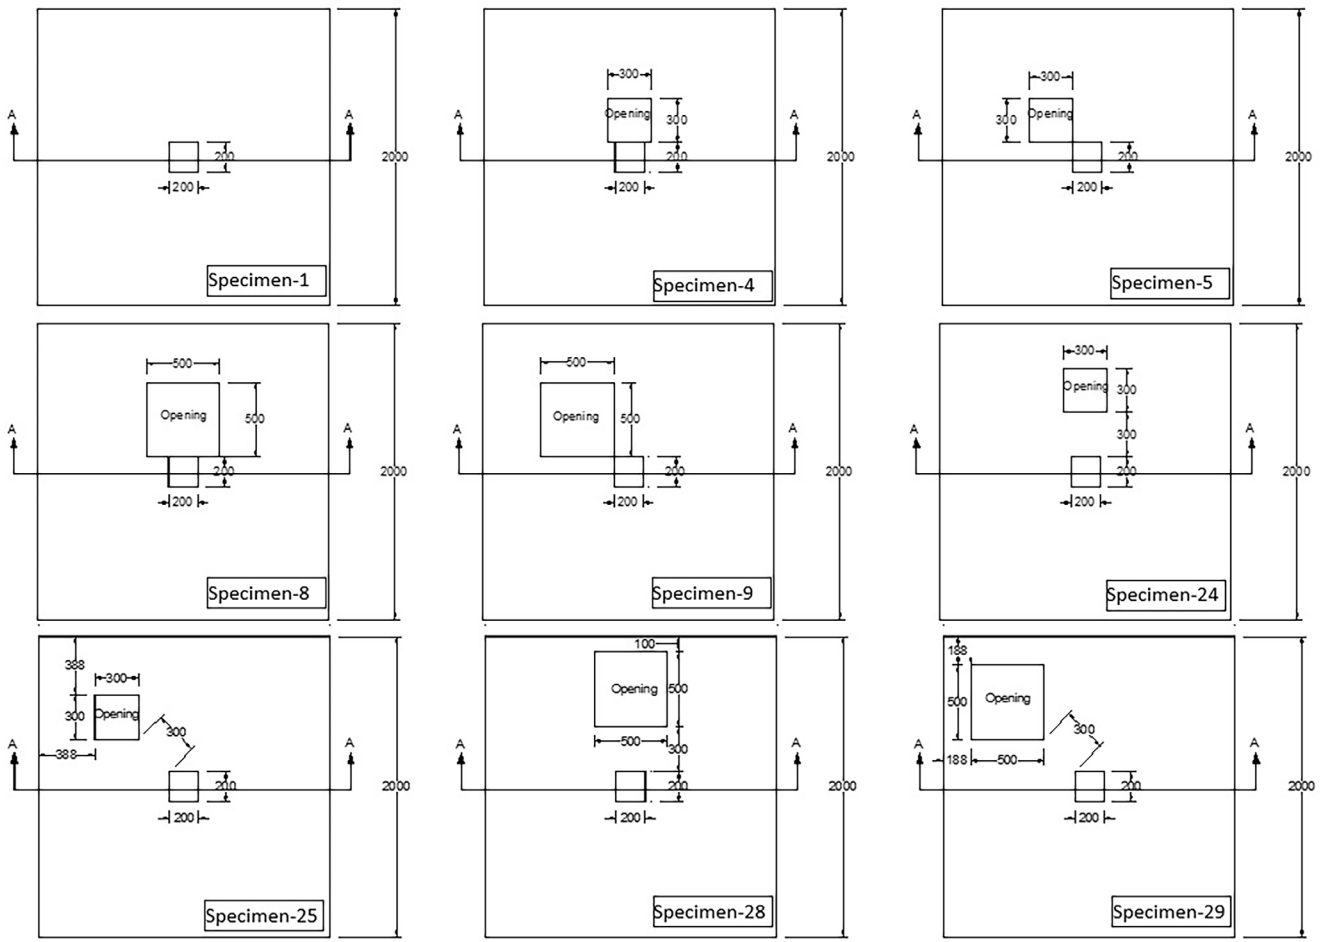 A
A
200
200
2000
Specimen-1
300
Opening
300
A
A
200
200
2000
Specimen-4
300
300
Opening
A
A
200
200
2000
Specimen-5
500
Opening
500
A
A
200
200
2000
Specimen-8
500
Opening
500
A
A
200
200
2000
Specimen-9
300
Opening
300
300
A
A
200
200
2000
Specimen-24
388
300
300
Opening
300
388
A
A
200
200
2000
Specimen-25
100
Opening
500
500
300
A
A
200
200
2000
Specimen-28
188
500
Opening
300
188
500
A
A
200
200
2000
Specimen-29